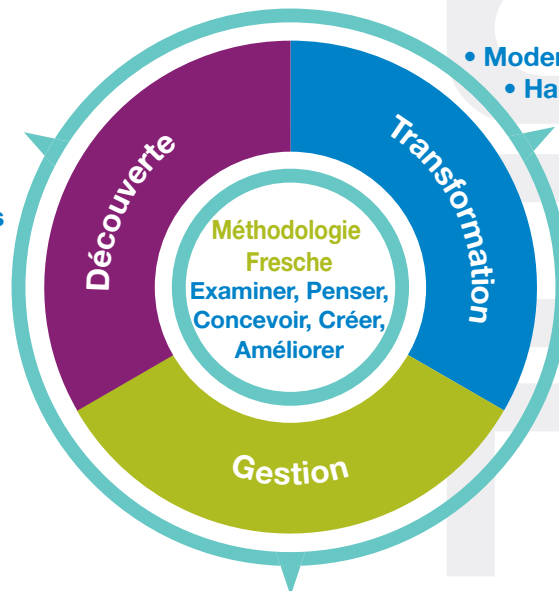 • Moder
• Ha
s
Découverte
Transformation
Méthodologie
Fresche
Examiner, Penser,
Concevoir, Créer,
Améliorer
Gestion